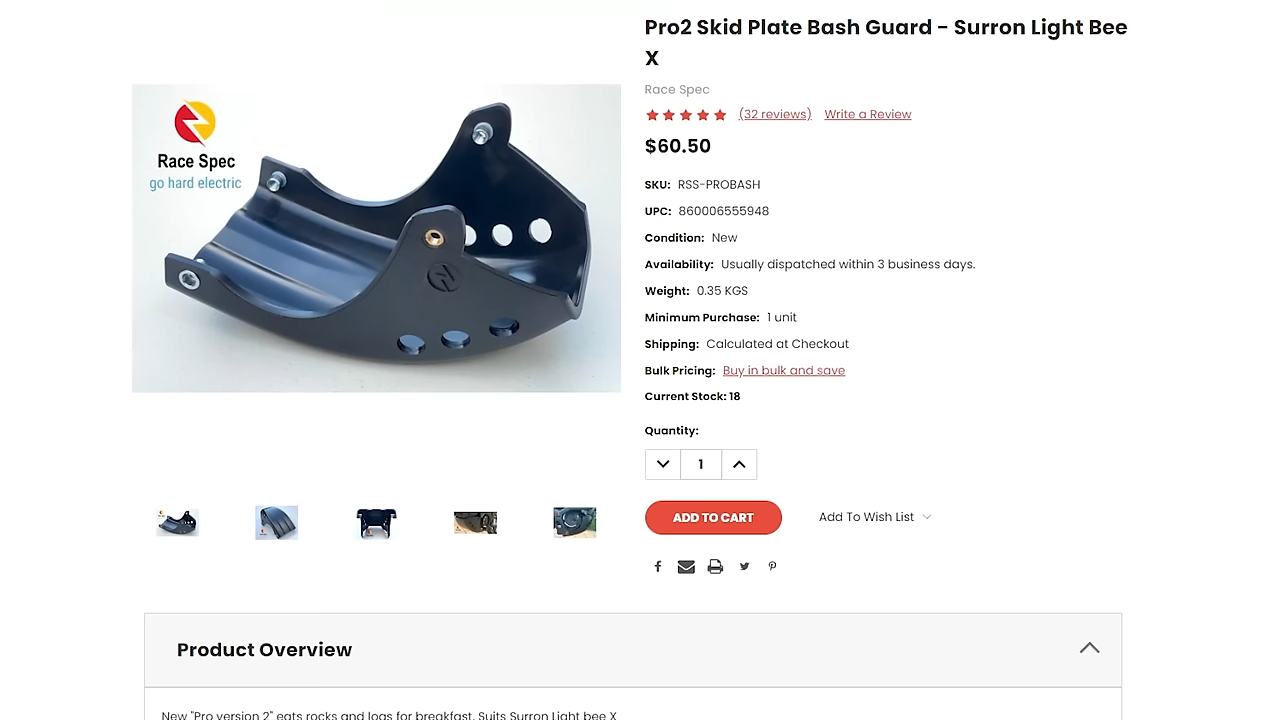 Pro2 Skid Plate Bash Guard - Surron Light Bee
X
Race Spec
(32 reviews) Write a Review
$60.50
SKU: RSS-PROBASH
UPC: 860006555948
Condition: New
Availability: Usually dispatched within 3 business days.
Weight: 0.35 KGS
Minimum Purchase: 1 unit
Shipping: Calculated at Checkout
Bulk Pricing: Buy in bulk and save
Current Stock: 18
Quantity:
1
ADD TO CART Add To Wish List
Race Spec
go hard electric
Product Overview
New "Pro version 2" eats rocks and logs for breakfast. Suits Surron Light bee X